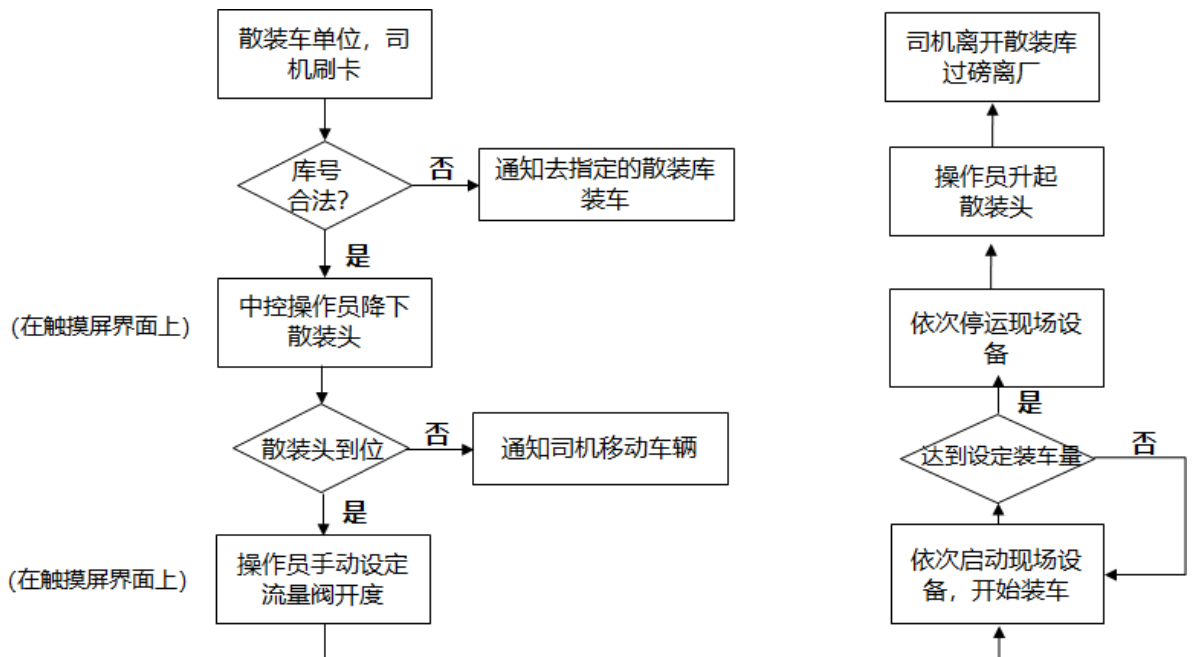 散装车单位，司
机刷卡
库号
合法?
否
通知去指定的散装库
装车
是
(在触摸屏界面上)
中控操作员降下
散装头
散装头到位
否
通知司机移动车辆
是
(在触摸屏界面上)
操作员手动设定
流量阀开度
司机离开散装库
过磅离厂
操作员升起
散装头
依次停运现场设
备
是
达到设定装车量
否
依次启动现场设
备，开始装车